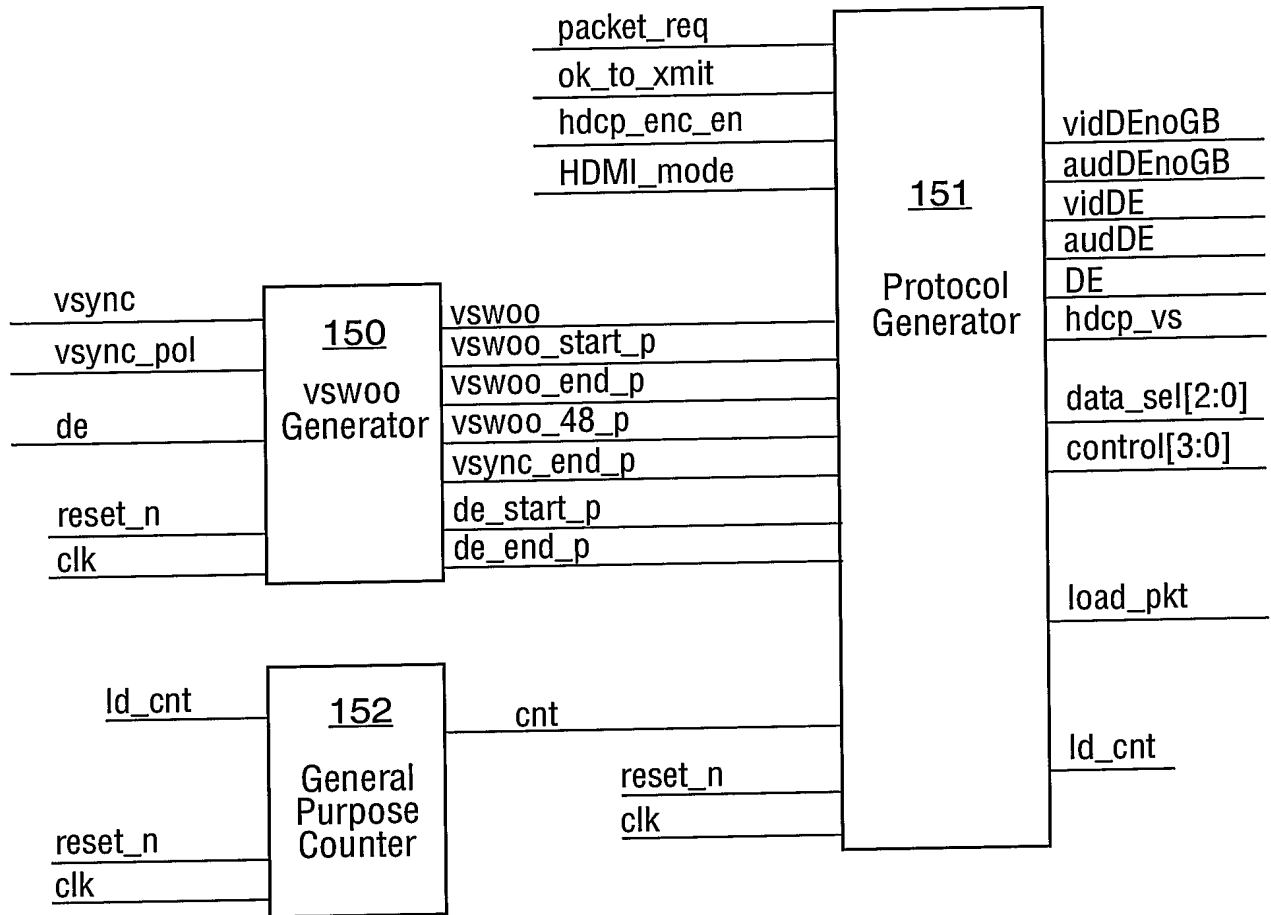 packet_req
ok_to_xmit
hdcp_enc_en
HDMI_mode
151
Protocol
Generator
vidDEnoGB
audDEnoGB
vidDE
audDE
DE
hdcp_vs
data_sel[2:0]
control[3:0]
load_pkt
ld_cnt
vsync
vsync_pol
de
reset_n
clk
150
vswoo
Generator
vswoo
vswoo_start_p
vswoo_end_p
vswoo_48_p
vsync_end_p
de_start_p
de_end_p
ld_cnt
reset_n
clk
152
General
Purpose
Counter
cnt
reset_n
clk